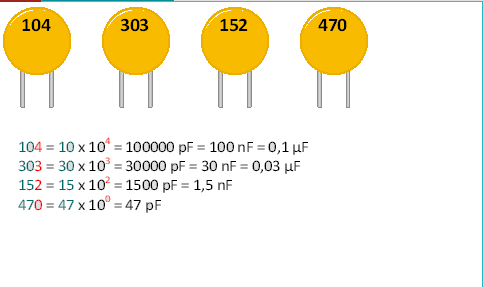 104 303 152 470
104 = 10 x 10⁴ = 100000 pF = 100 nF = 0,1 µF
303 = 30 x 10³ = 30000 pF = 30 nF = 0,03 µF
152 = 15 x 10² = 1500 pF = 1,5 nF
470 = 47 x 10⁰ = 47 pF